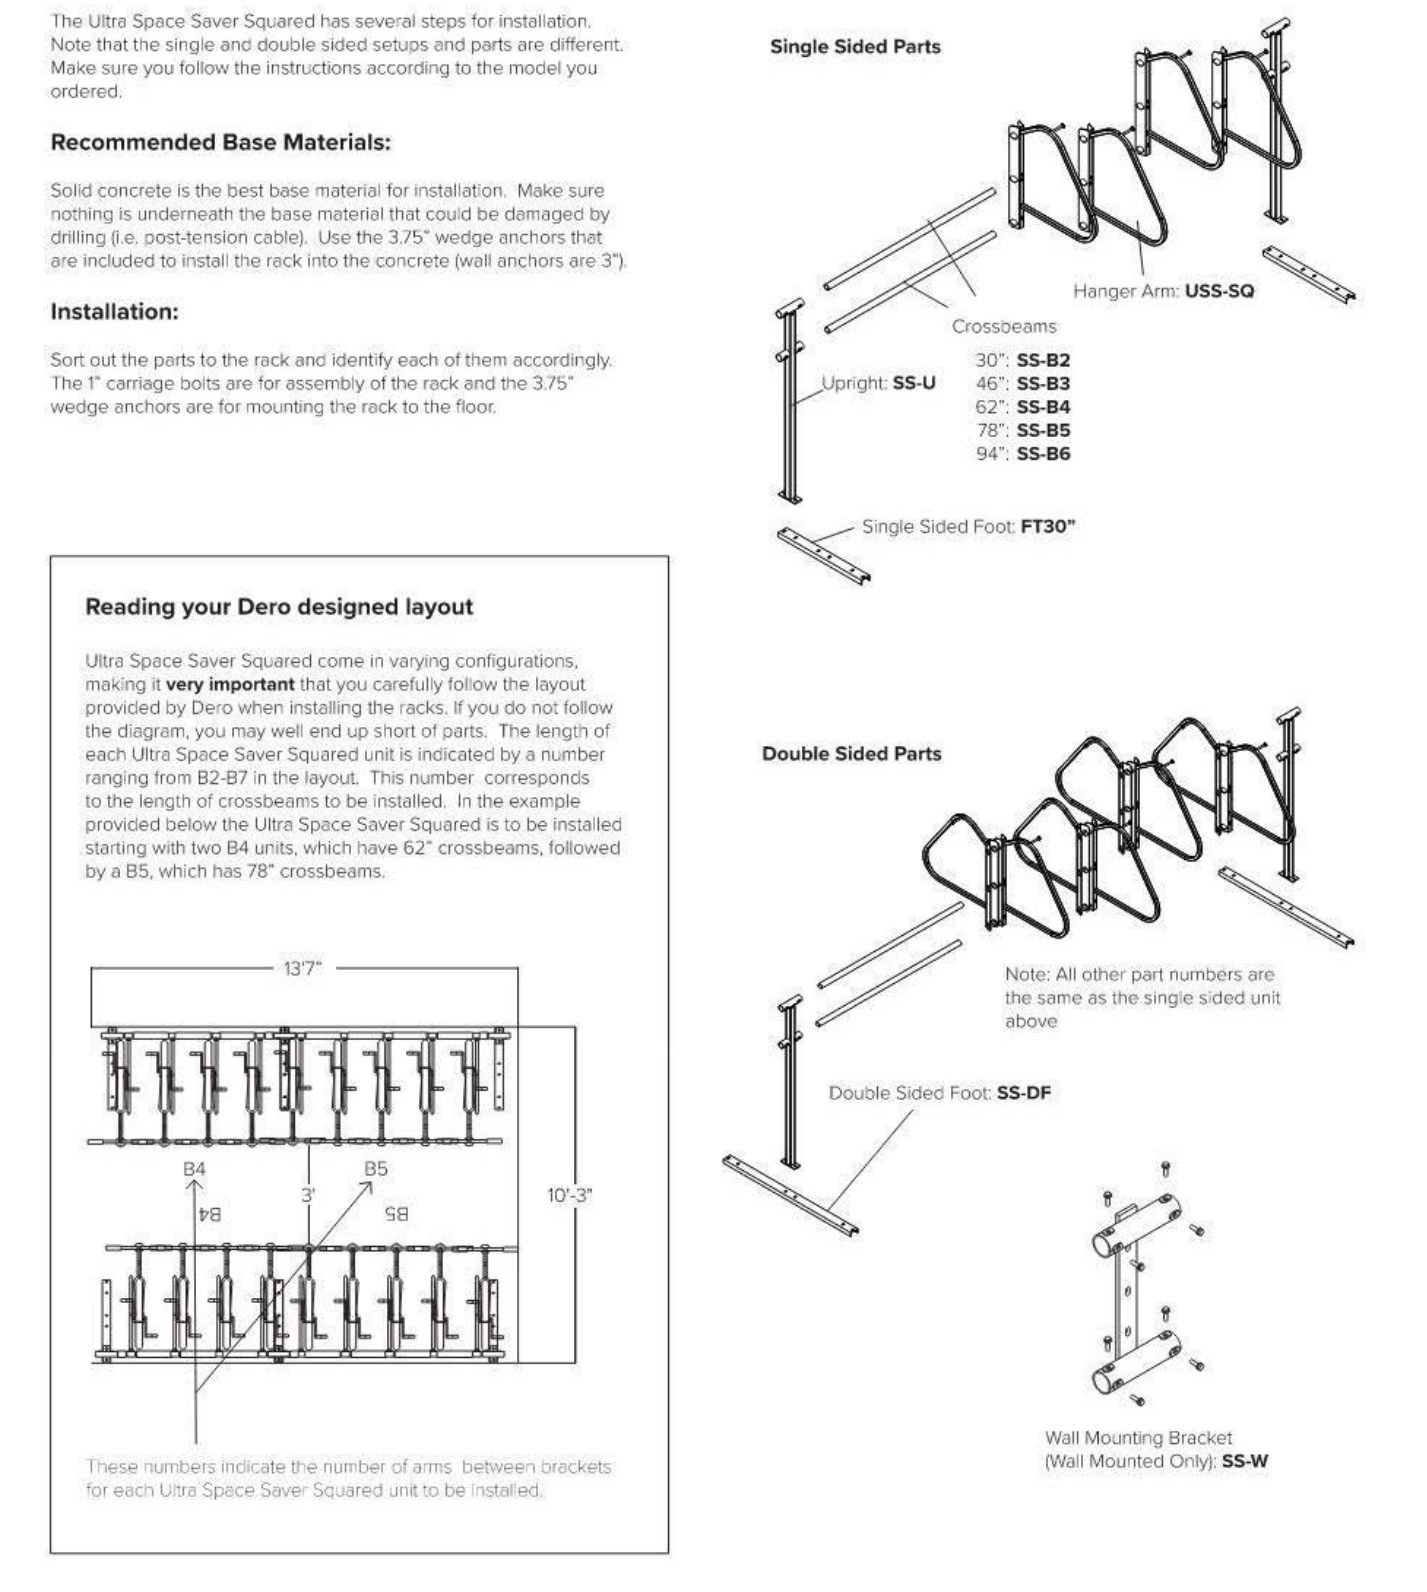 The Ultra Space Saver Squared has several steps for installation.
Note that the single and double sided setups and parts are different.
Make sure you follow the instructions according to the model you
ordered.
Recommended Base Materials:
Solid concrete is the best base material for installation.  Make sure
nothing is underneath the base material that could be damaged by
drilling (i.e. post-tension cable).  Use the 3.75" wedge anchors that
are included to install the rack into the concrete (wall anchors are 3").
Installation:
Sort out the parts to the rack and identify each of them accordingly.
The 1" carriage bolts are for assembly of the rack and the 3.75"
wedge anchors are for mounting the rack to the floor.
Reading your Dero designed layout
Ultra Space Saver Squared come in varying configurations,
making it very important that you carefully follow the layout
provided by Dero when installing the racks. If you do not follow
the diagram, you may well end up short of parts.  The length of
each Ultra Space Saver Squared unit is indicated by a number
ranging from B2-B7 in the layout.  This number  corresponds
to the length of crossbeams to be installed.  In the example
provided below the Ultra Space Saver Squared is to be installed
starting with two B4 units, which have 62" crossbeams, followed
by a B5, which has 78" crossbeams.
13'7"
B4
B5
3'
10'-3"
B4
B5
These numbers indicate the number of arms  between brackets
for each Ultra Space Saver Squared unit to be installed.
Single Sided Parts
Hanger Arm: USS-SQ
Crossbeams
30": SS-B2
46": SS-B3
62": SS-B4
78": SS-B5
94": SS-B6
Upright: SS-U
Single Sided Foot: FT30"
Double Sided Parts
Note: All other part numbers are
the same as the single sided unit
above
Double Sided Foot: SS-DF
Wall Mounting Bracket
(Wall Mounted Only): SS-W